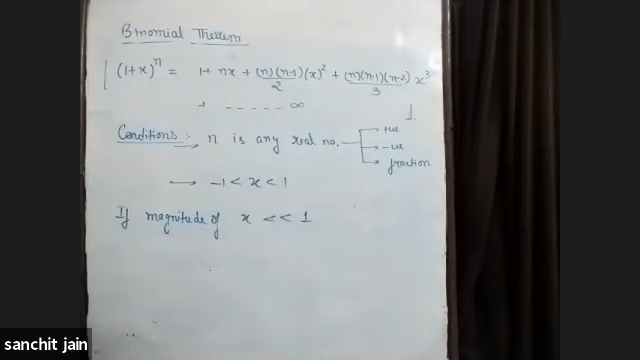 Binomial Theorem
(1+x)^n = 1 + nx + (n)(n-1)/2 (x)^2 + (n)(n-1)(n-2)/3 x^3
+ - - - - - ∞
Conditions :- → n is any real no. → +ve
→ -ve
→ fraction
→ -1 < x < 1
If magnitude of x << 1
sanchit jain